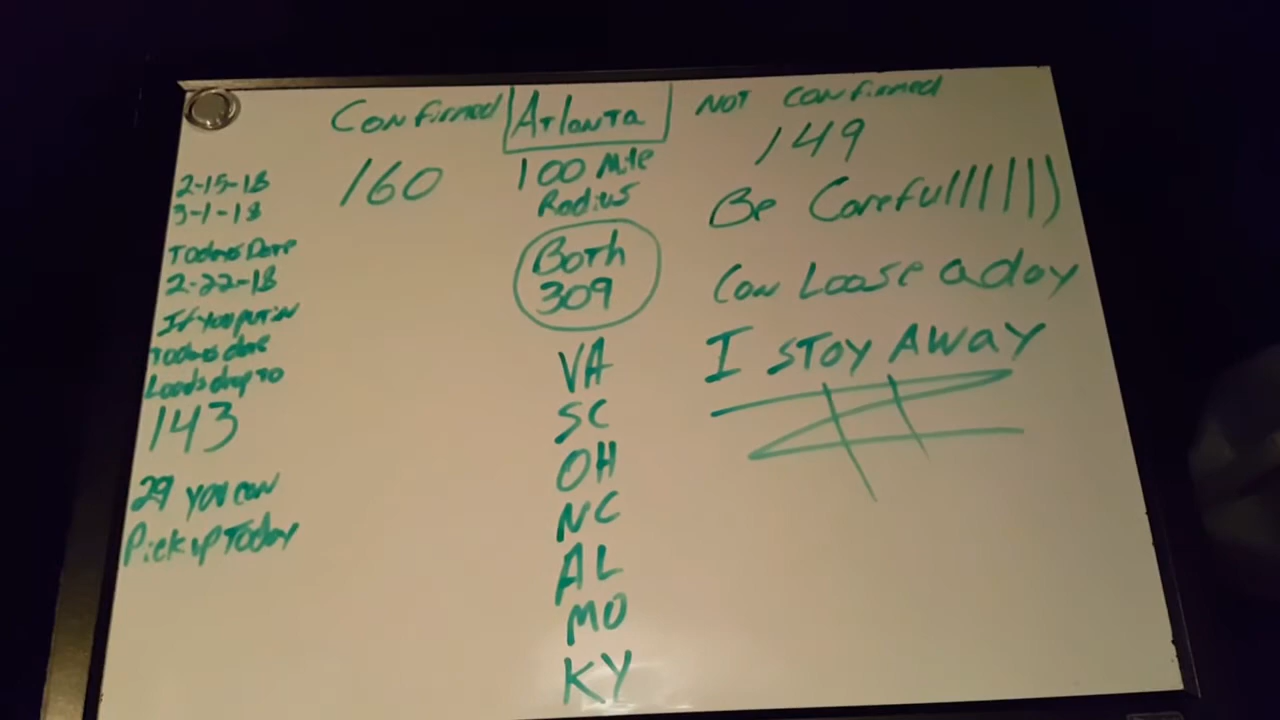 Confirmed
160
2-15-18
3-1-18
Todays Date
2-22-18
If you put in
Todays date
Loads drop to
143
29 you can
Pick up Today
Atlanta
100 Mile
Radius
Both
309
VA
SC
OH
NC
AL
MO
KY
NOT confirmed
149
Be Carefullllll)
Can Loose a day
I STay AWay